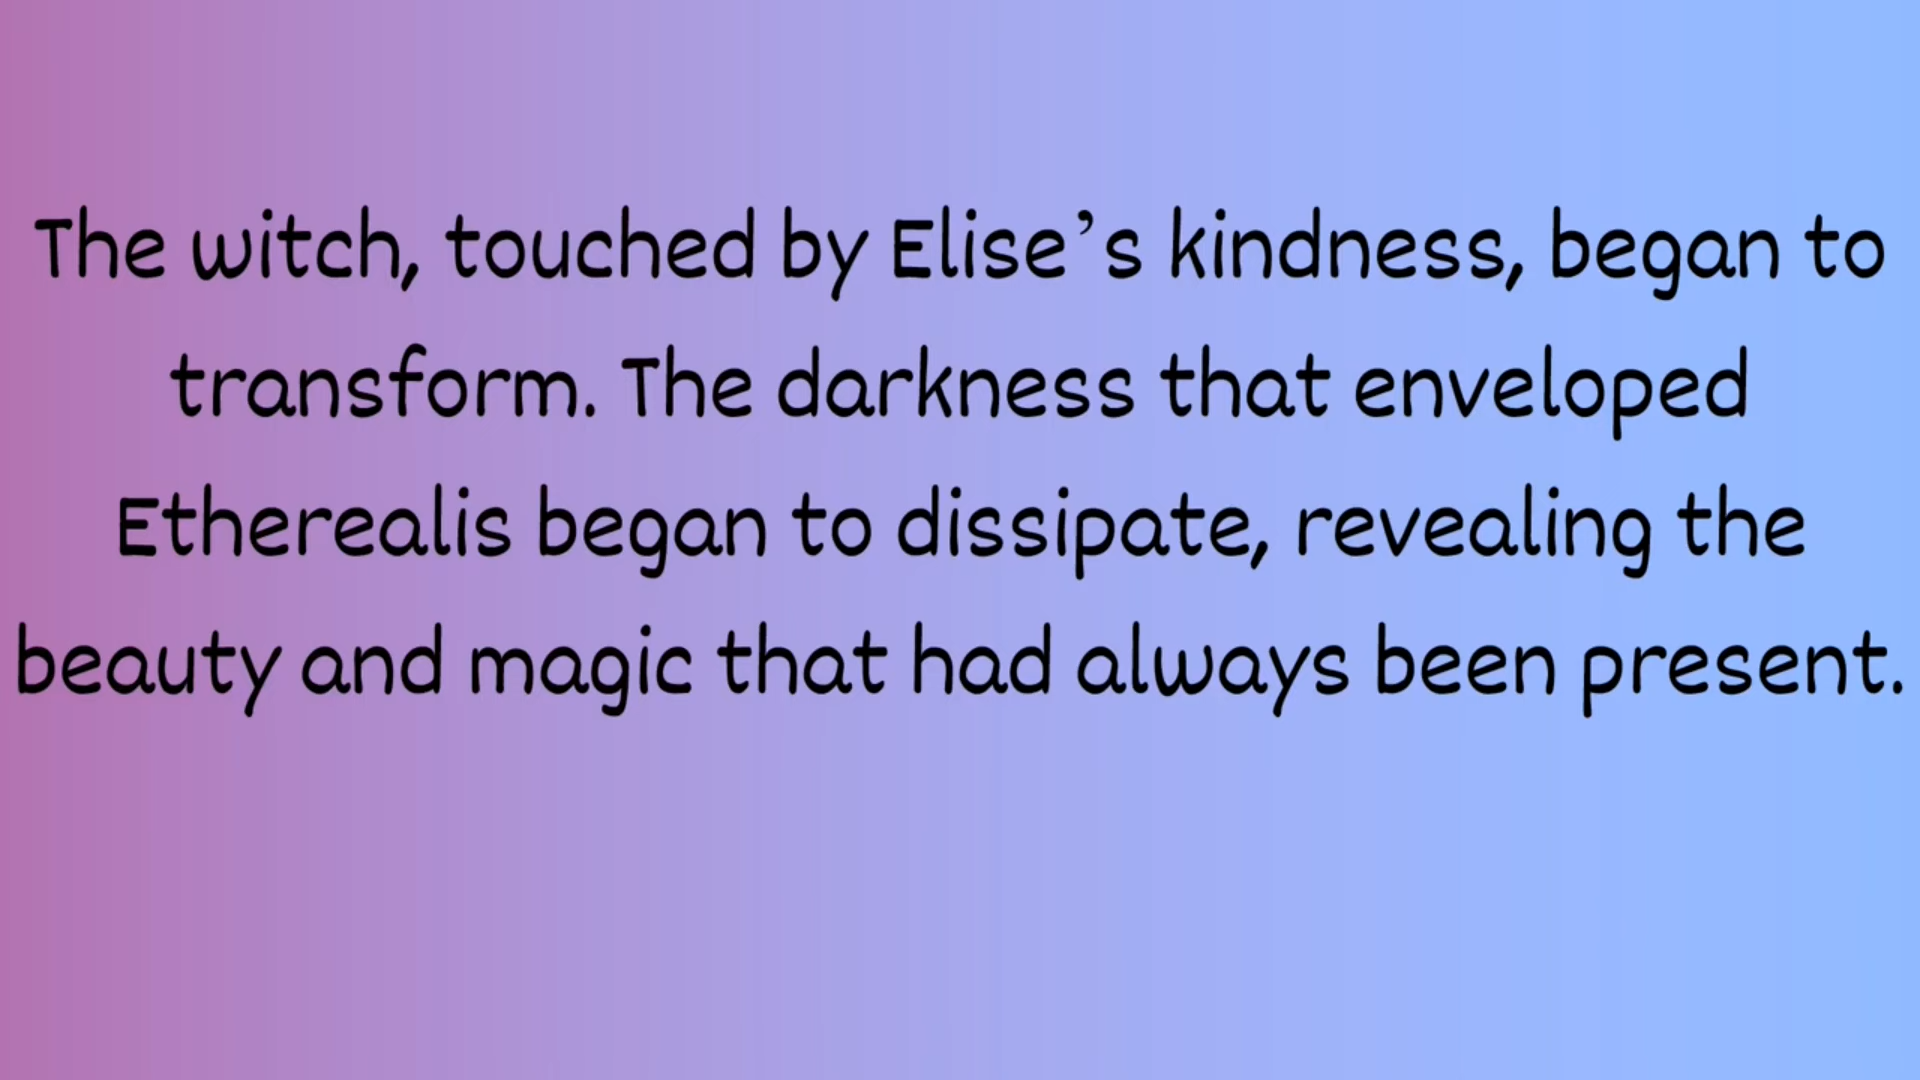 The witch, touched by Elise’s kindness, began to
transform. The darkness that enveloped
Etherealis began to dissipate, revealing the
beauty and magic that had always been present.